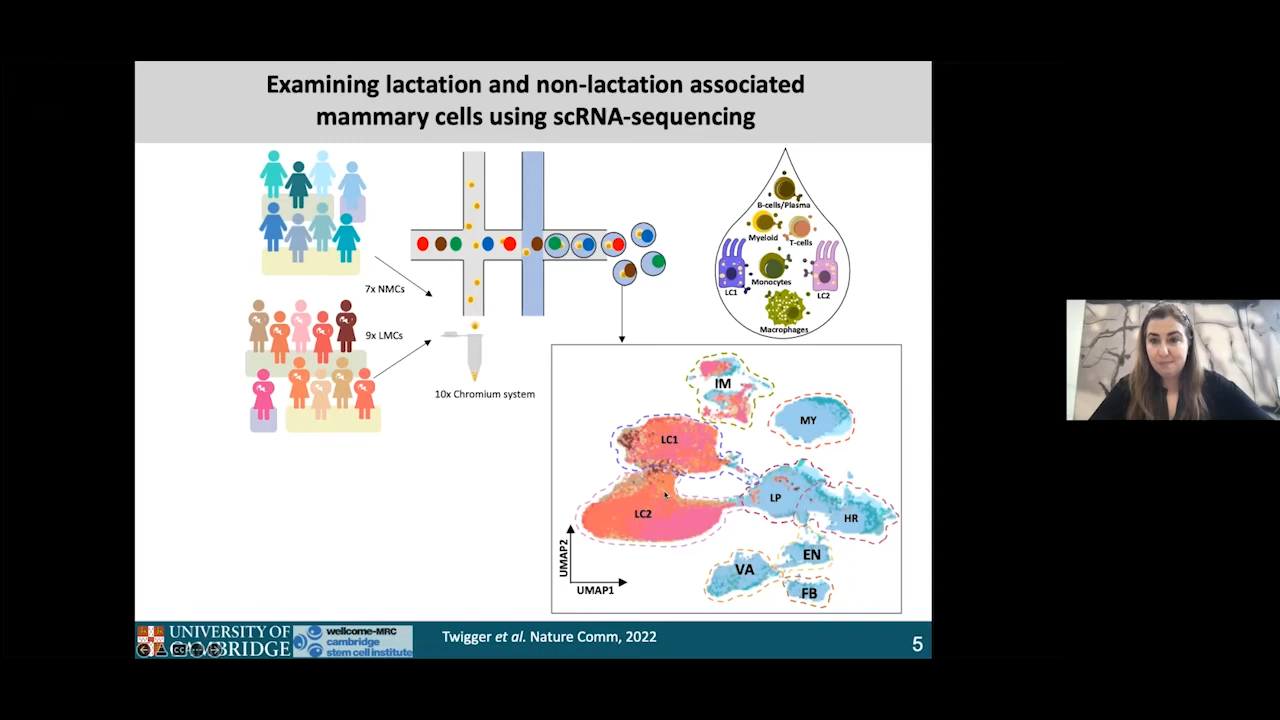 Examining lactation and non-lactation associated
mammary cells using scRNA-sequencing
7x NMCs
9x LMCs
10x Chromium system
B-cells/Plasma
Myeloid
T-cells
LC1
Monocytes
LC2
Macrophages
IM
MY
LC1
LP
HR
LC2
EN
VA
FB
UMAP2
UMAP1
UNIVERSITY OF
CAMBRIDGE
wellcome-MRC
cambridge
stem cell institute
Twigger et al. Nature Comm, 2022
5